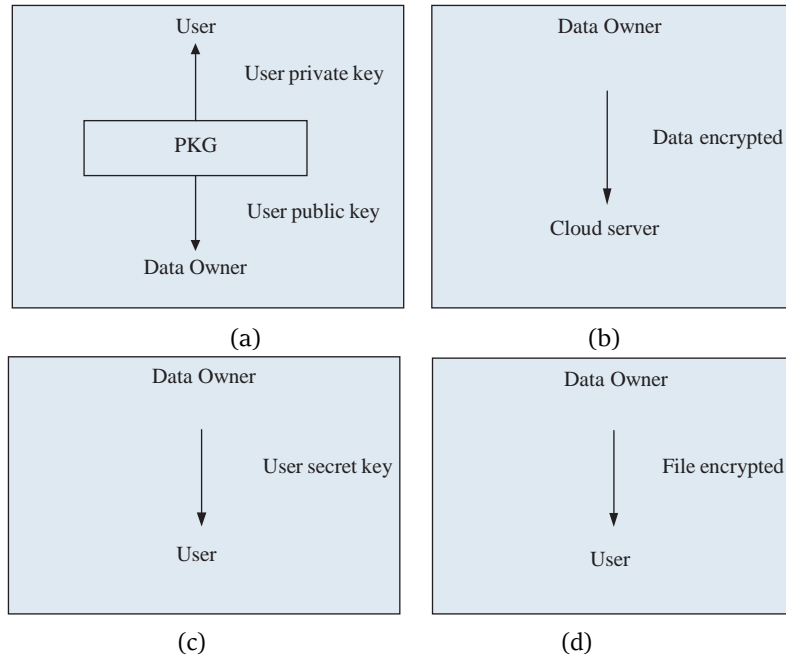 User
User private key
PKG
User public key
Data Owner
(a)
Data Owner
Data encrypted
Cloud server
(b)
Data Owner
User secret key
User
(c)
Data Owner
File encrypted
User
(d)